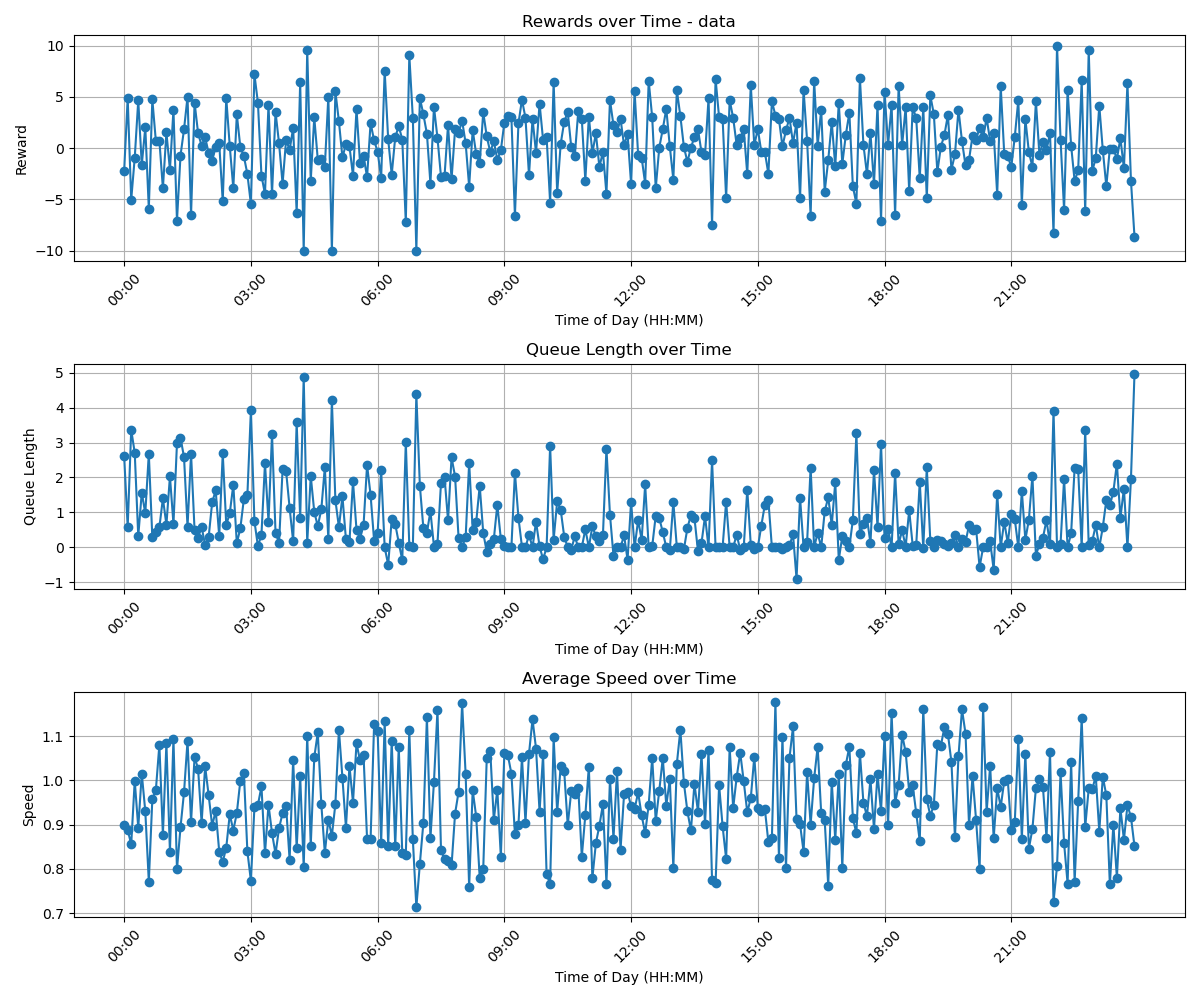 Rewards over Time - data
Reward
10
5
0
−5
−10
00:00 03:00 06:00 09:00 12:00 15:00 18:00 21:00
Time of Day (HH:MM)
Queue Length over Time
Queue Length
5
4
3
2
1
0
−1
00:00 03:00 06:00 09:00 12:00 15:00 18:00 21:00
Time of Day (HH:MM)
Average Speed over Time
Speed
1.1
1.0
0.9
0.8
0.7
00:00 03:00 06:00 09:00 12:00 15:00 18:00 21:00
Time of Day (HH:MM)